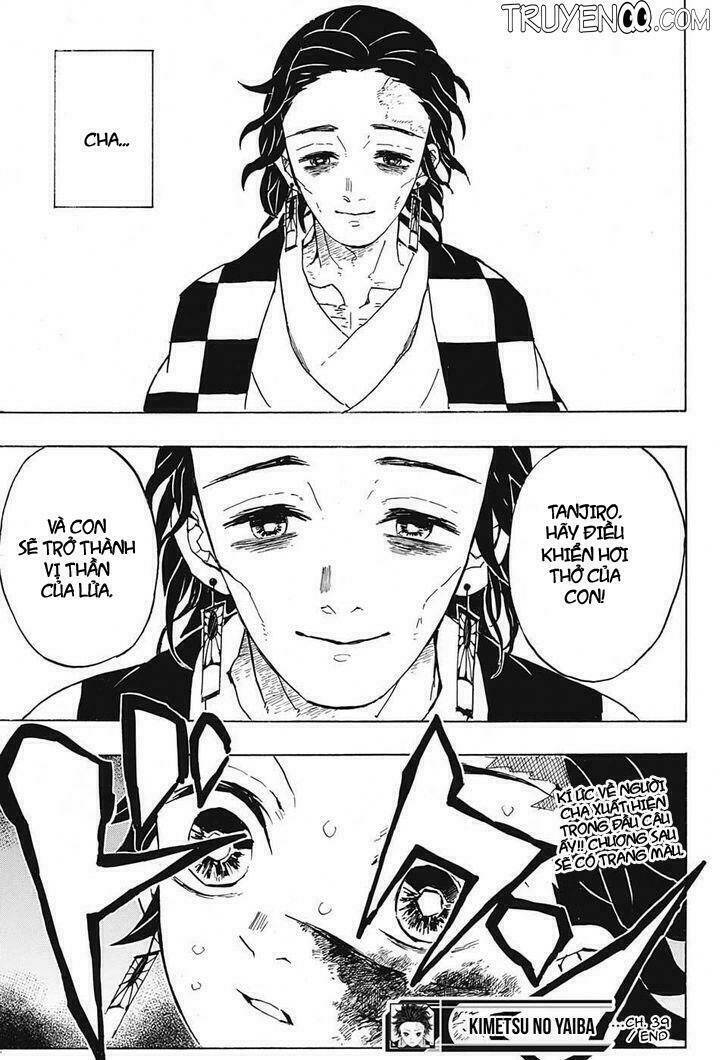 TRUYENQQ.COM
CHA...
TANJIRO.
HÃY ĐIỀU
KHIỂN HƠI
THỞ CỦA
CON!
VÀ CON
SẼ TRỞ THÀNH
VỊ THẦN
CỦA LỬA.
KÍ ỨC VỀ NGƯỜI
CHA XUẤT HIỆN
TRONG ĐẦU CẬU
ẤY!! CHƯƠNG SAU
SẼ CÓ TRANG MÀU.
KIMETSU NO YAIBA
...CH. 39
/ END